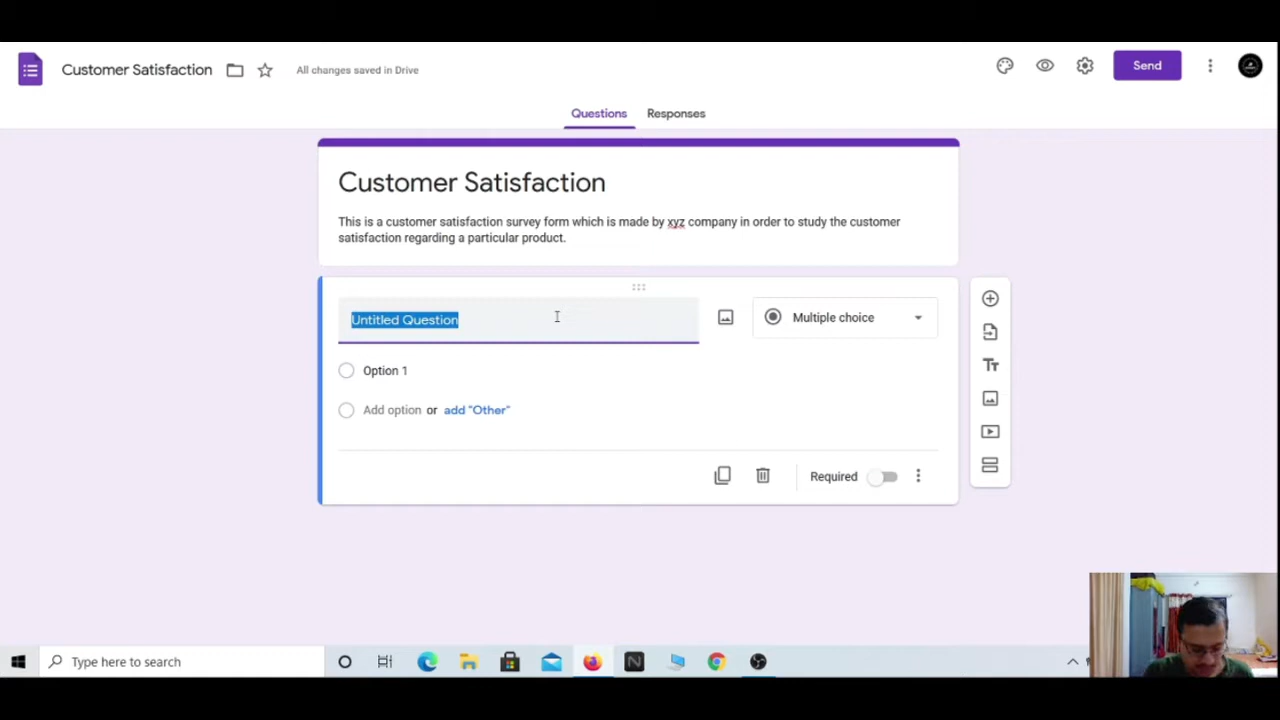 Customer Satisfaction
All changes saved in Drive
Send
Questions
Responses
Customer Satisfaction
This is a customer satisfaction survey form which is made by xyz company in order to study the customer
satisfaction regarding a particular product.
Untitled Question
Multiple choice
Option 1
Add option or add "Other"
Required
Tт
Type here to search
N